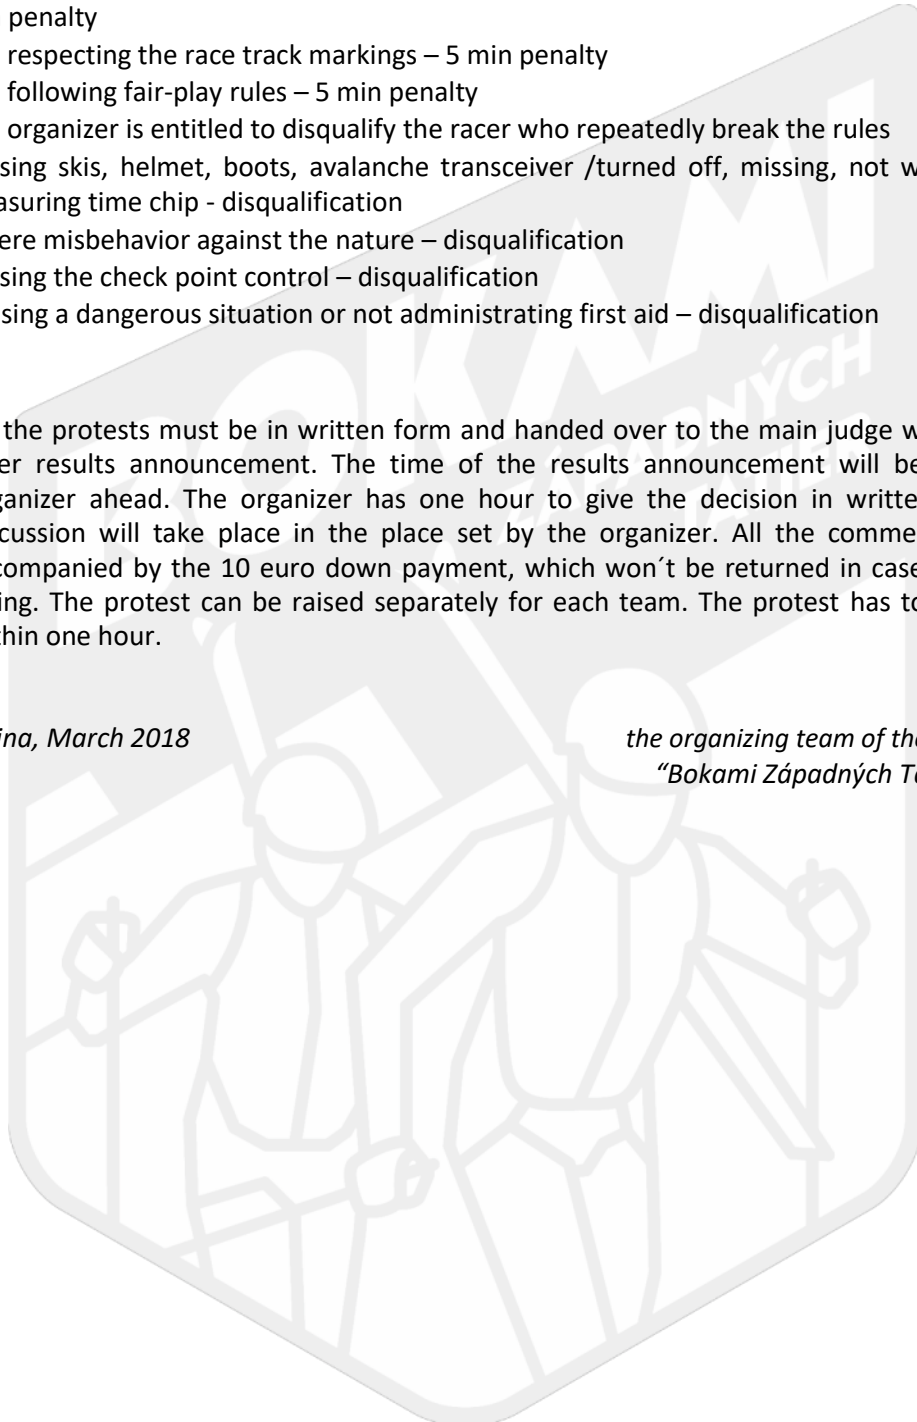 penalty
respecting the race track markings – 5 min penalty
following fair-play rules – 5 min penalty
organizer is entitled to disqualify the racer who repeatedly break the rules
sing skis, helmet, boots, avalanche transceiver /turned off, missing, not w
asuring time chip - disqualification
ere misbehavior against the nature – disqualification
sing the check point control – disqualification
sing a dangerous situation or not administrating first aid – disqualification
the protests must be in written form and handed over to the main judge w
er results announcement. The time of the results announcement will be
ganizer ahead. The organizer has one hour to give the decision in writte
cussion will take place in the place set by the organizer. All the comme
companied by the 10 euro down payment, which won´t be returned in case
ing. The protest can be raised separately for each team. The protest has to
thin one hour.
ina, March 2018 the organizing team of the
“Bokami Západných Ta
BOKAMI
ZÁPADNÝCH
TATIER